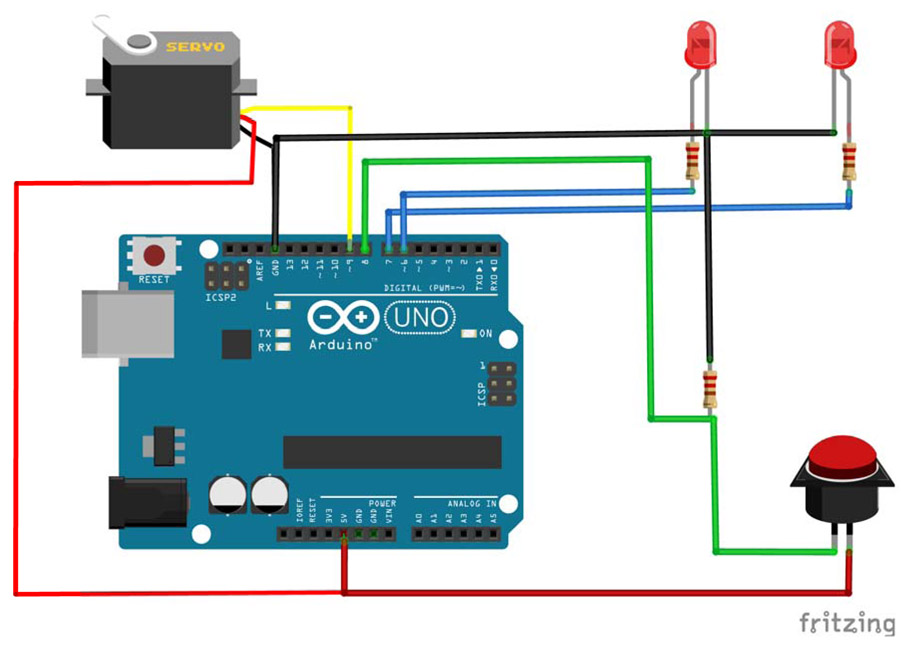 SERVO
RESET
ICSP2
AREF
GND
13
12
~11
~10
~9
8
7
~6
~5
4
~3
2
TX0▶1
RX0◀0
DIGITAL (PWM=~)
L
TX
RX
UNO
Arduino™
ON
1
ICSP
POWER
ANALOG IN
IOREF
RESET
3V3
5V
GND
GND
VIN
A0
A1
A2
A3
A4
A5
fritzing